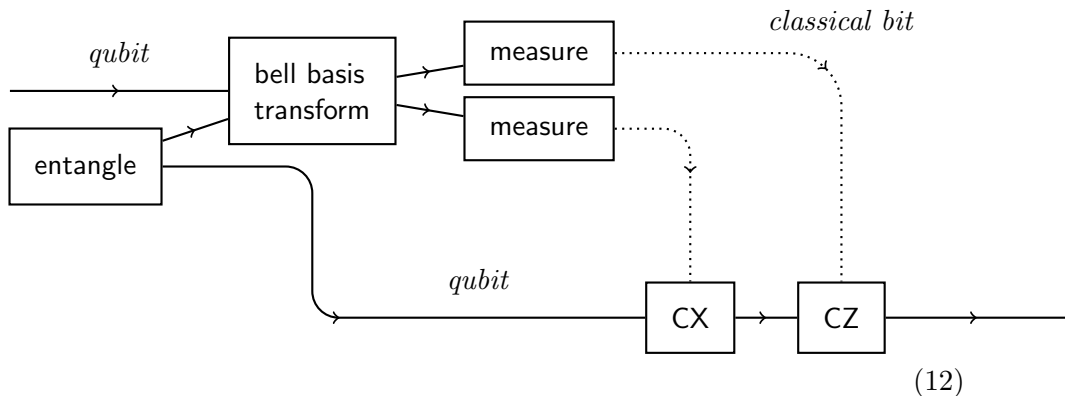 classical bit
qubit
measure
bell basis
transform
measure
entangle
qubit
CX
CZ
(12)